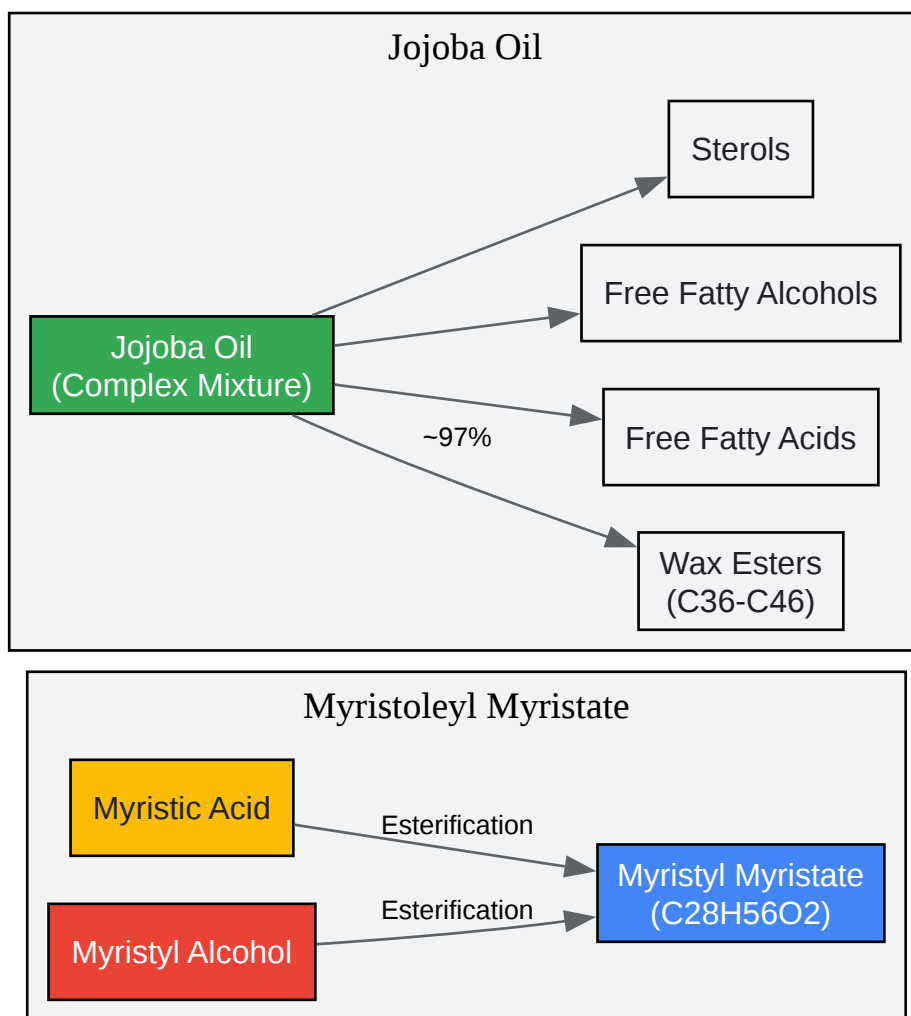 Jojoba Oil
Sterols
Free Fatty Alcohols
Jojoba Oil
(Complex Mixture)
~97%
Free Fatty Acids
Wax Esters
(C36-C46)
Myristoleyl Myristate
Myristic Acid
Esterification
Myristyl Myristate
(C28H56O2)
Esterification
Myristyl Alcohol